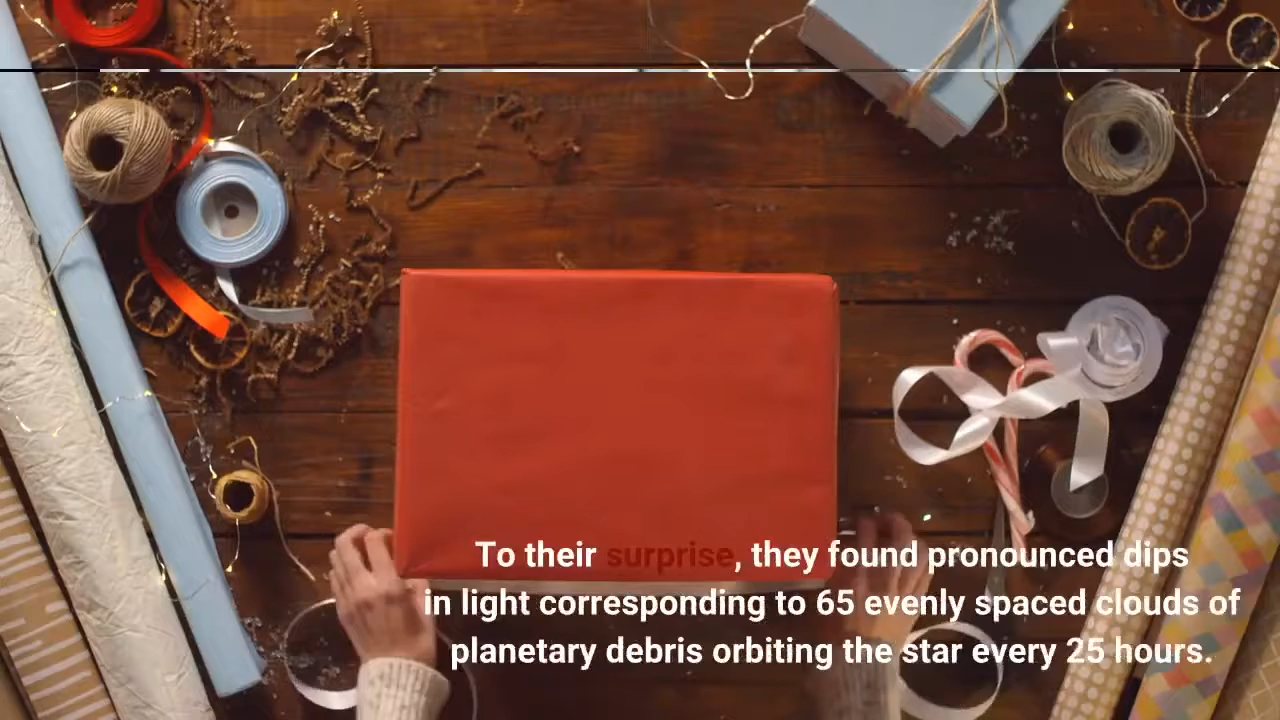 To their surprise, they found pronounced dips
in light corresponding to 65 evenly spaced clouds of
planetary debris orbiting the star every 25 hours.